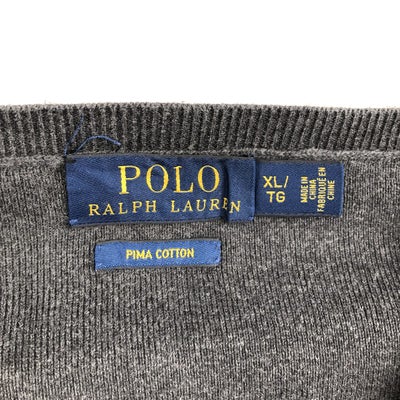 POLO
RALPH LAUREN
XL/
TG
MADE IN
CHINA
FABRIQUÉ EN
CHINE
PIMA COTTON